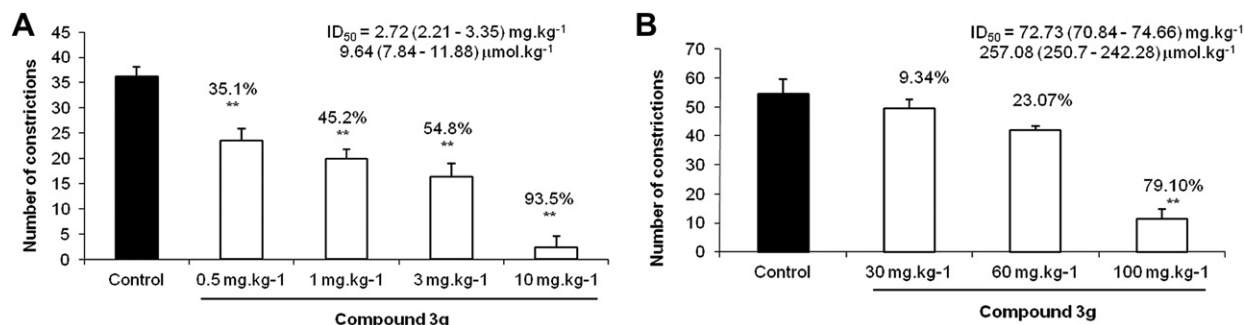 A
ID50 = 2.72 (2.21 - 3.35) mg.kg-1
9.64 (7.84 - 11.88) μmol.kg-1
Number of constrictions
45
40
35
30
25
20
15
10
5
0
35.1%
**
45.2%
**
54.8%
**
93.5%
**
Control
0.5 mg.kg-1
1 mg.kg-1
3 mg.kg-1
10 mg.kg-1
Compound 3g
B
ID50 = 72.73 (70.84 - 74.66) mg.kg-1
257.08 (250.7 - 242.28) μmol.kg-1
Number of constrictions
70
60
50
40
30
20
10
0
9.34%
23.07%
79.10%
**
Control
30 mg.kg-1
60 mg.kg-1
100 mg.kg-1
Compound 3g